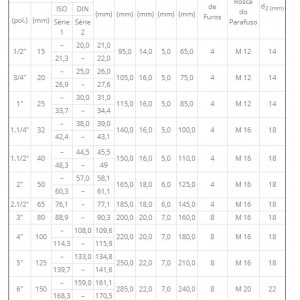 ISO DIN de Rosca
(pol.) (mm) Série Série (mm) (mm) (mm) (mm) (mm) Furos do d₂ (mm)
1 2 Parafuso
1/2" 15 – 20,0 21,0 95,0 14,0 5,0 65,0 4 M 12 14
21,3 – 22,0
3/4" 20 – 25,0 26,0 105,0 16,0 5,0 75,0 4 M 12 14
26,9 – 27,6
1" 25 – 30,0 31,0 115,0 16,0 5,0 85,0 4 M 12 14
33,7 – 34,4
1.1/4" 32 – 38,0 39,0 140,0 16,0 5,0 100,0 4 M 16 18
42,4 – 43,1
1.1/2" 40 – 44,5 45,5 150,0 16,0 5,0 110,0 4 M 16 18
48,3 – 49
2" 50 – 57,0 58,1 165,0 18,0 6,0 125,0 4 M 16 18
60,3 – 61,1
2.1/2" 65 76,1 – 77,1 185,0 18,0 6,0 145,0 4 M 16 18
3" 80 88,9 – 90,3 200,0 20,0 7,0 160,0 8 M 16 18
4" 100 – 108,0 109,6 220,0 20,0 7,0 180,0 8 M 16 18
114,3 – 115,9
5" 125 – 133,0 134,8 250,0 22,0 7,0 210,0 8 M 16 18
139,7 – 141,6
6" 150 – 159,0 161,1 285,0 22,0 7,0 240,0 8 M 20 22
168,3 – 170,5